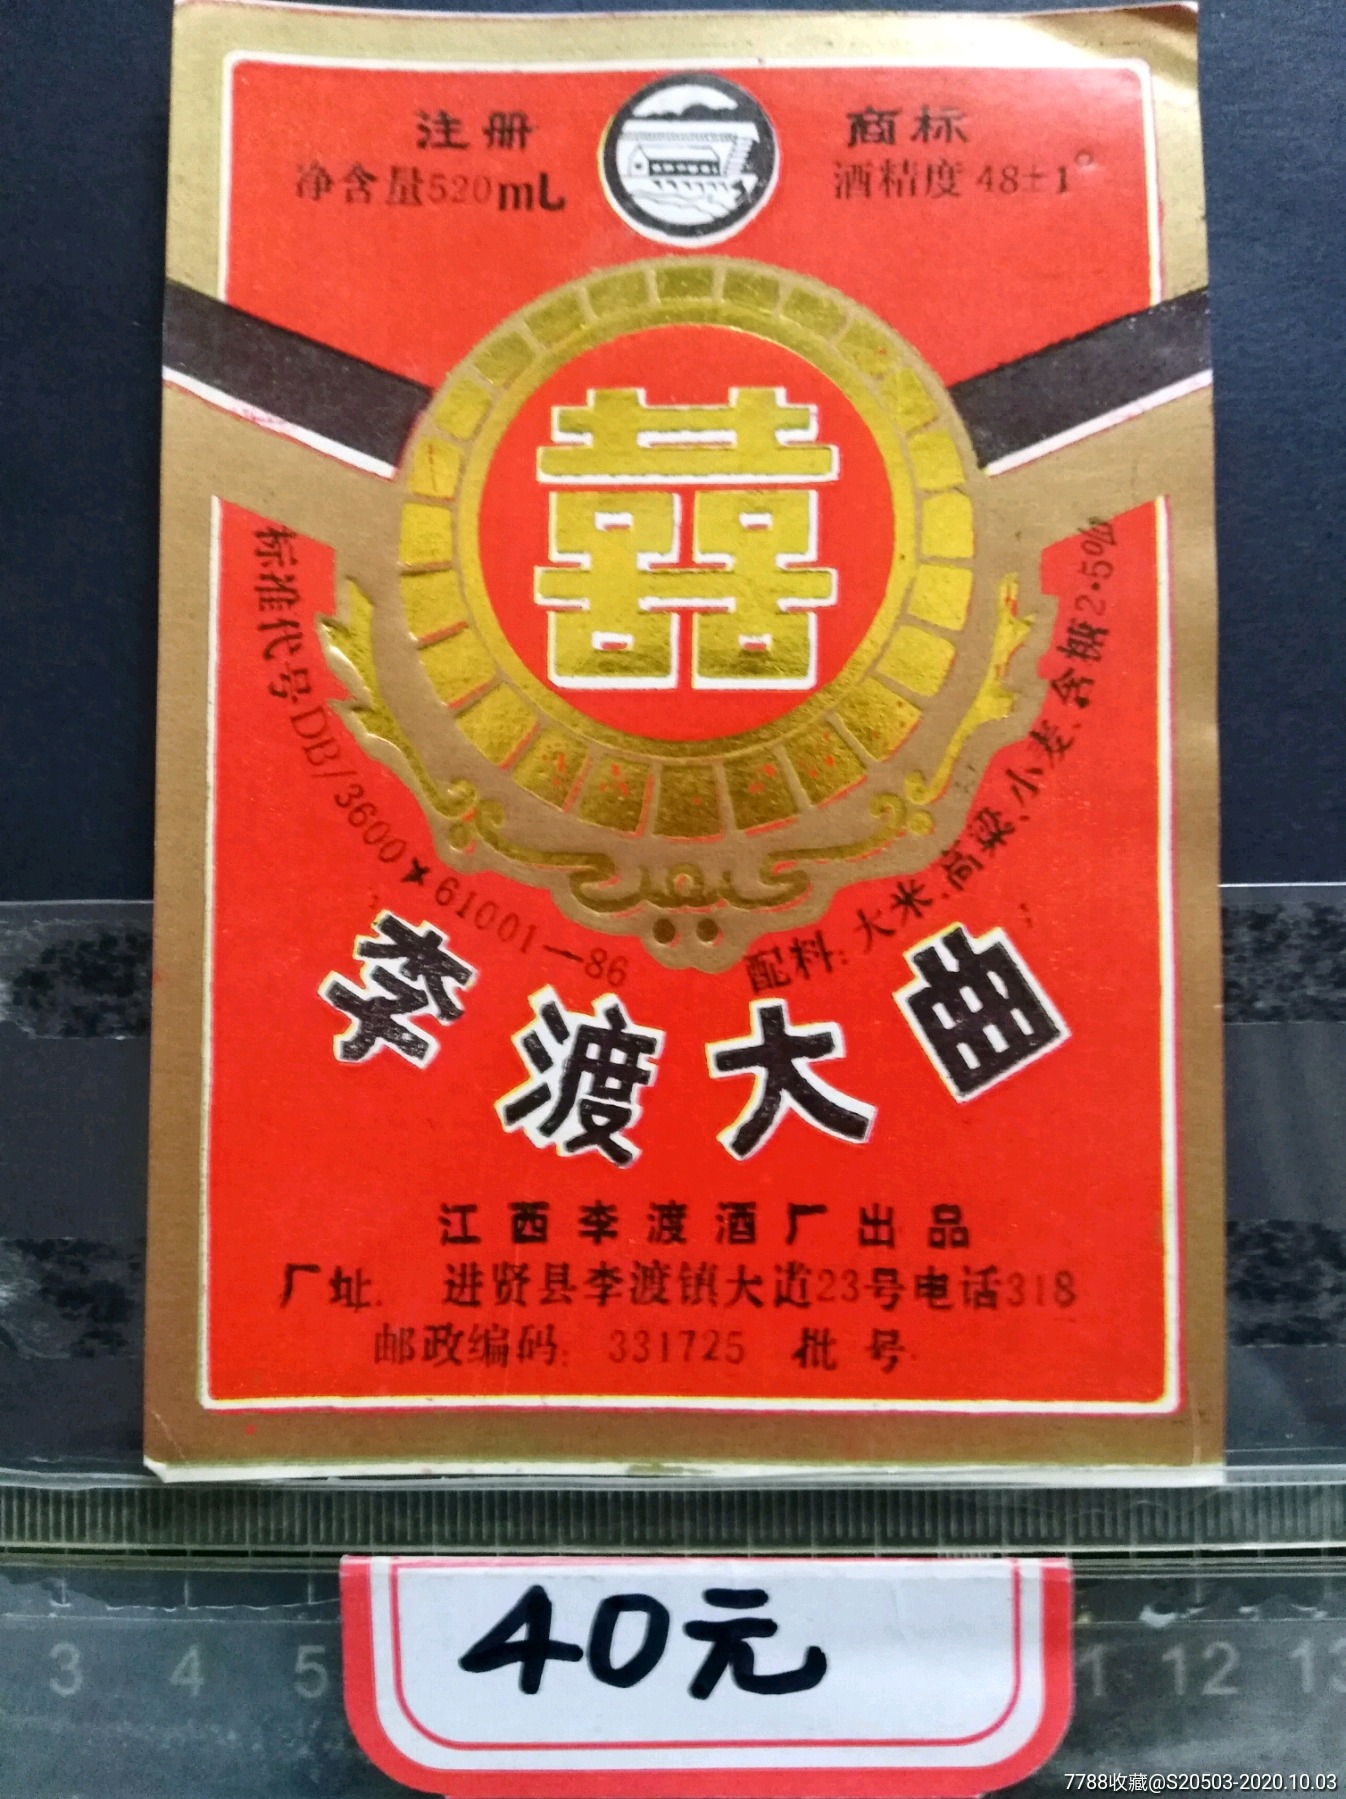 注册 商标
净含量520mL 酒精度48±1°
囍
标准代号DB/3600×61001—86
配料:大米、高粱、小麦、含糖2·5%
李渡大曲
江西李渡酒厂出品
厂址. 进贤县李渡镇大道23号电话318
邮政编码: 331725 批号
40元
3 4 5 11 12 13
7788收藏@S20503-2020.10.03